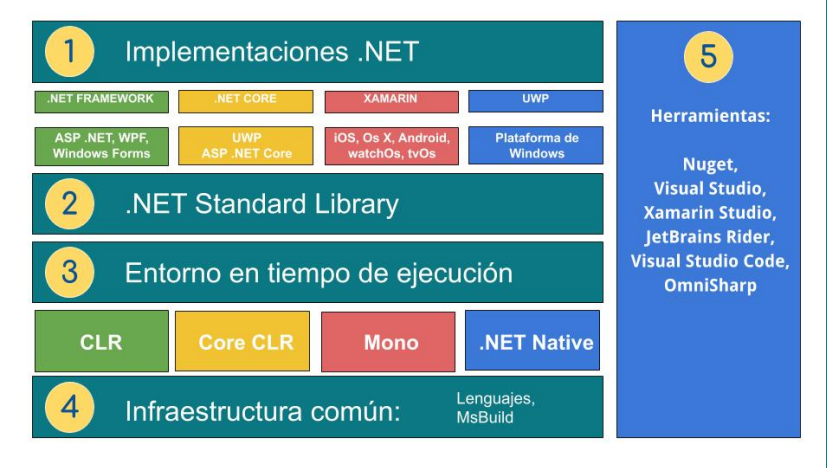 1 Implementaciones .NET
.NET FRAMEWORK
.NET CORE
XAMARIN
UWP
ASP .NET, WPF,
Windows Forms
UWP
ASP .NET Core
iOS, Os X, Android,
watchOs, tvOs
Plataforma de
Windows
2 .NET Standard Library
3 Entorno en tiempo de ejecución
CLR
Core CLR
Mono
.NET Native
4 Infraestructura común:
Lenguajes,
MsBuild
5
Herramientas:
Nuget,
Visual Studio,
Xamarin Studio,
JetBrains Rider,
Visual Studio Code,
OmniSharp